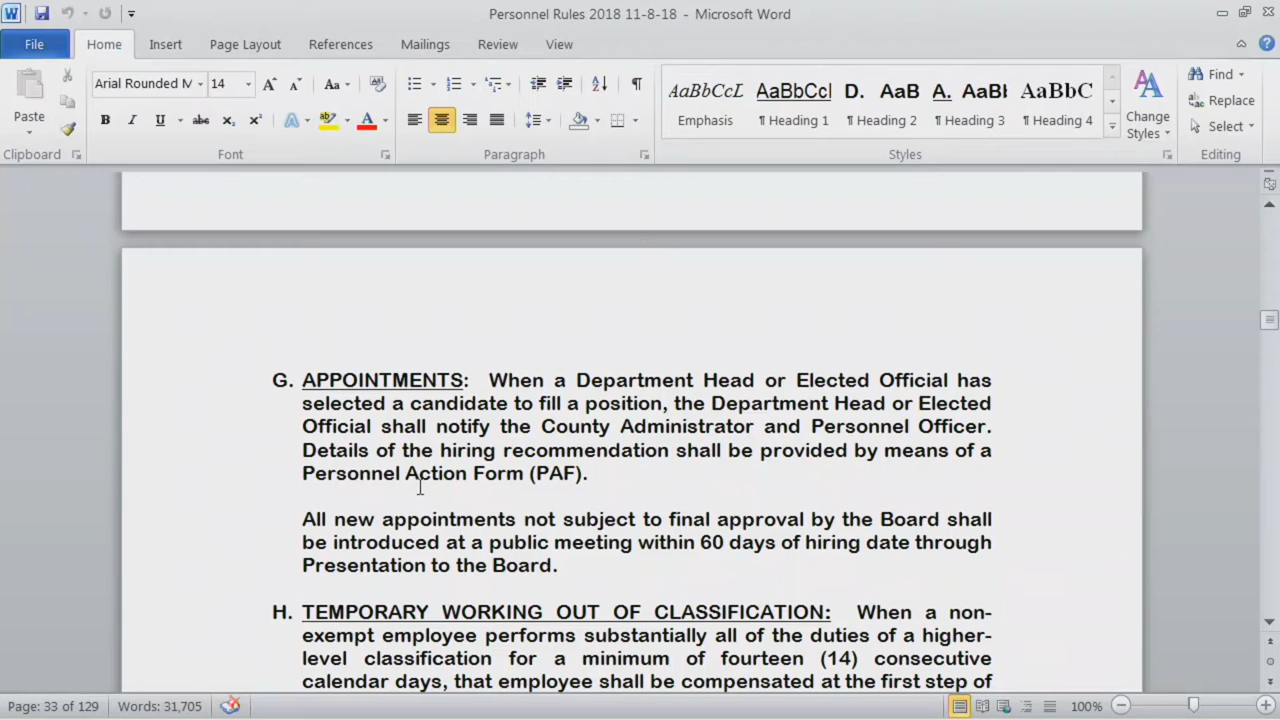 Personnel Rules 2018 11-8-18 - Microsoft Word
File Home Insert Page Layout References Mailings Review View
Arial Rounded M 14
Paste
AaBbCcL AaBbCcI D. AaB A. AaBl AaBbC
Emphasis ¶ Heading 1 ¶ Heading 2 ¶ Heading 3 ¶ Heading 4
Change Styles
Find
Replace
Select
Clipboard Font Paragraph Styles Editing
G. APPOINTMENTS: When a Department Head or Elected Official has
selected a candidate to fill a position, the Department Head or Elected
Official shall notify the County Administrator and Personnel Officer.
Details of the hiring recommendation shall be provided by means of a
Personnel Action Form (PAF).
All new appointments not subject to final approval by the Board shall
be introduced at a public meeting within 60 days of hiring date through
Presentation to the Board.
H. TEMPORARY WORKING OUT OF CLASSIFICATION: When a non-
exempt employee performs substantially all of the duties of a higher-
level classification for a minimum of fourteen (14) consecutive
calendar days, that employee shall be compensated at the first step of
Page: 33 of 129 Words: 31,705 100%